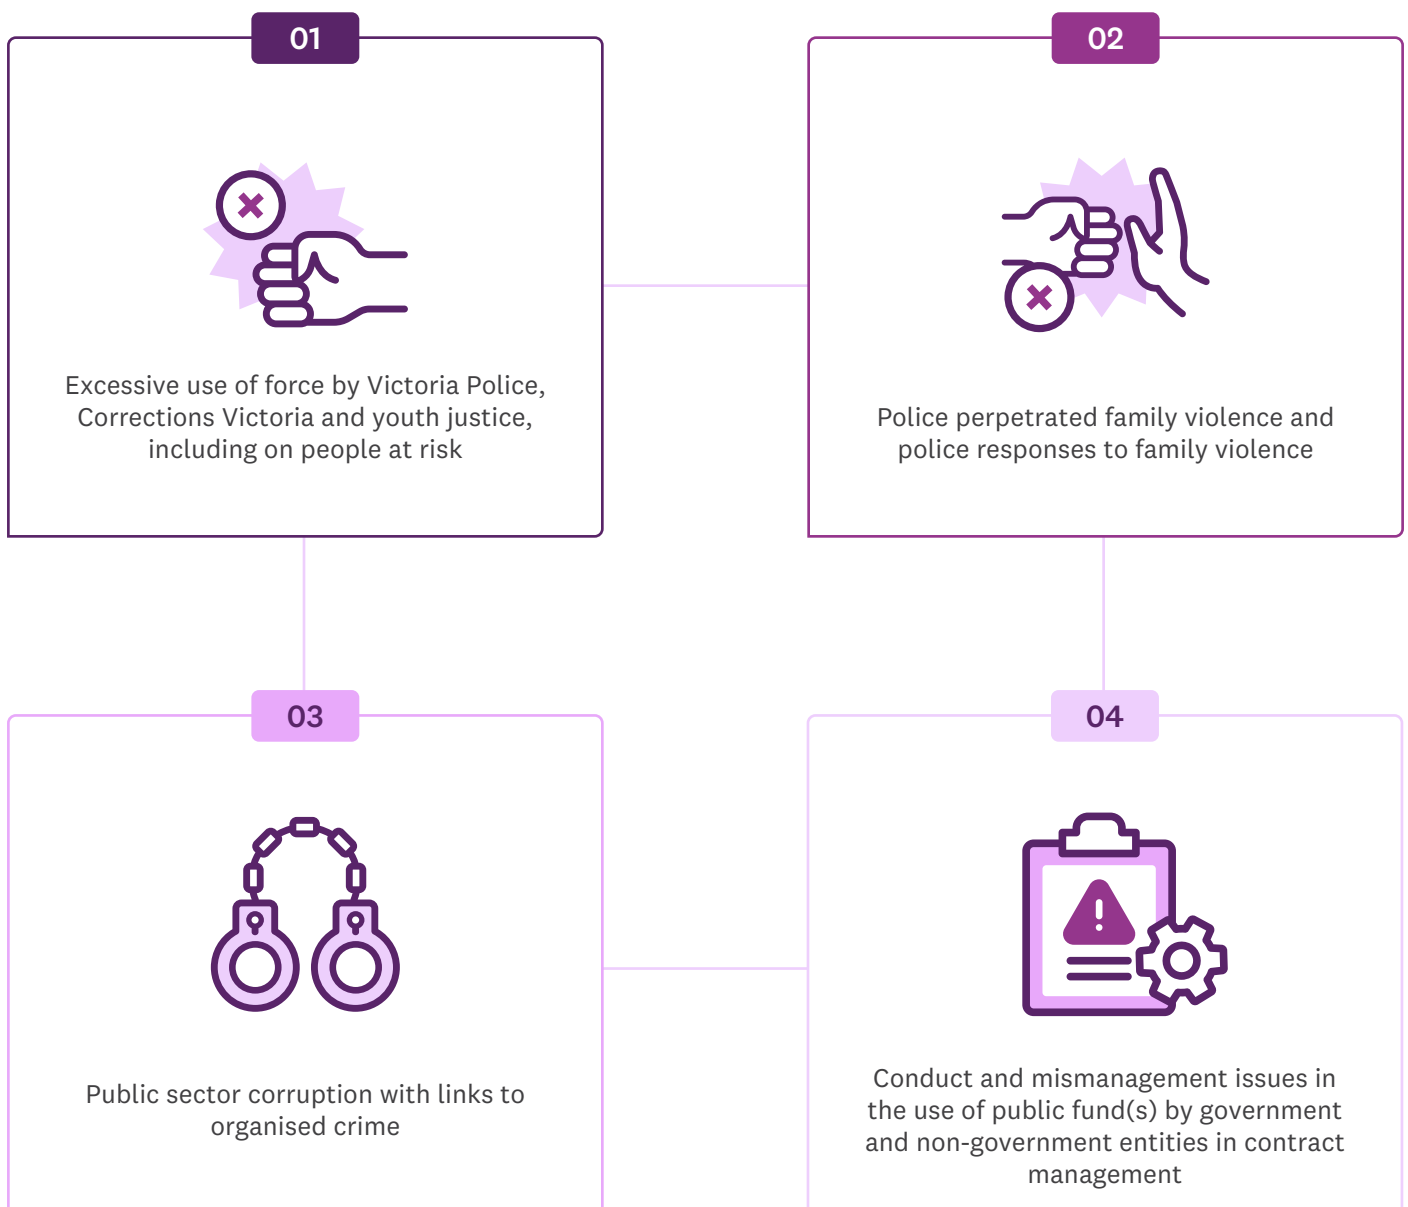 01
Excessive use of force by Victoria Police,
Corrections Victoria and youth justice,
including on people at risk
02
Police perpetrated family violence and
police responses to family violence
03
Public sector corruption with links to
organised crime
04
Conduct and mismanagement issues in
the use of public fund(s) by government
and non-government entities in contract
management